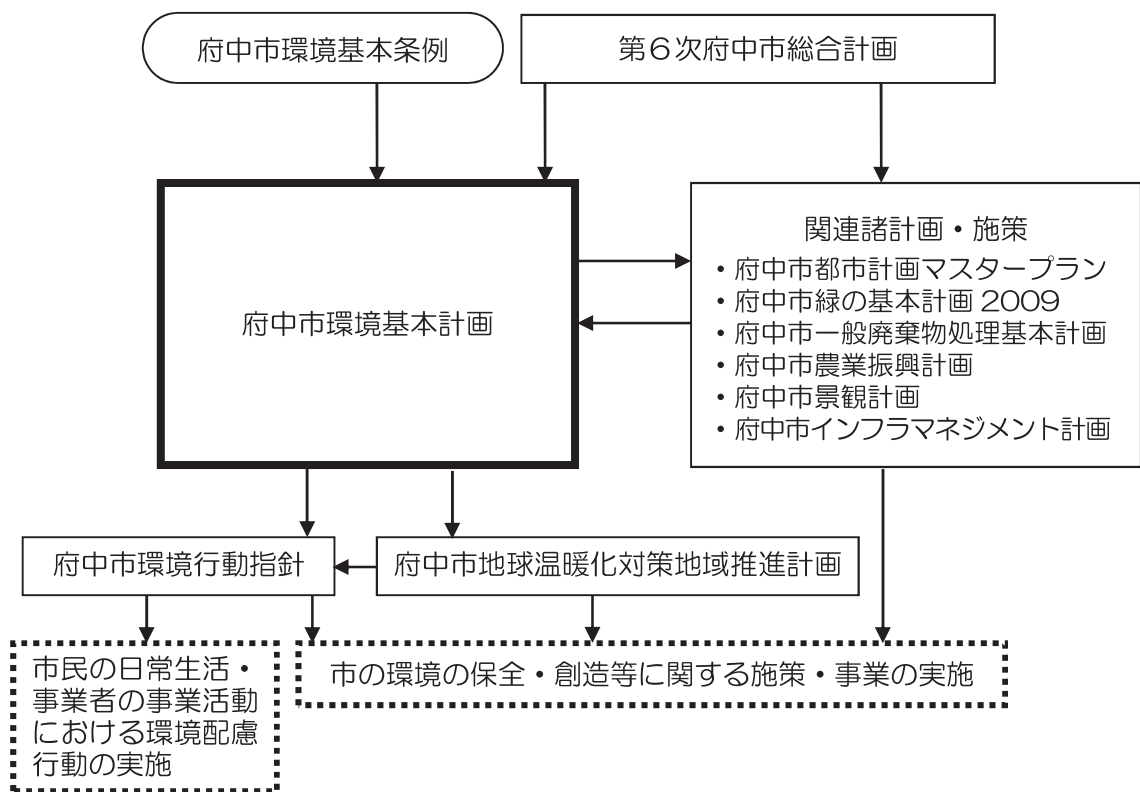 府中市環境基本条例
第6次府中市総合計画
府中市環境基本計画
関連諸計画・施策
・府中市都市計画マスタープラン
・府中市緑の基本計画 2009
・府中市一般廃棄物処理基本計画
・府中市農業振興計画
・府中市景観計画
・府中市インフラマネジメント計画
府中市環境行動指針
府中市地球温暖化対策地域推進計画
市民の日常生活・
事業者の事業活動
における環境配慮
行動の実施
市の環境の保全・創造等に関する施策・事業の実施